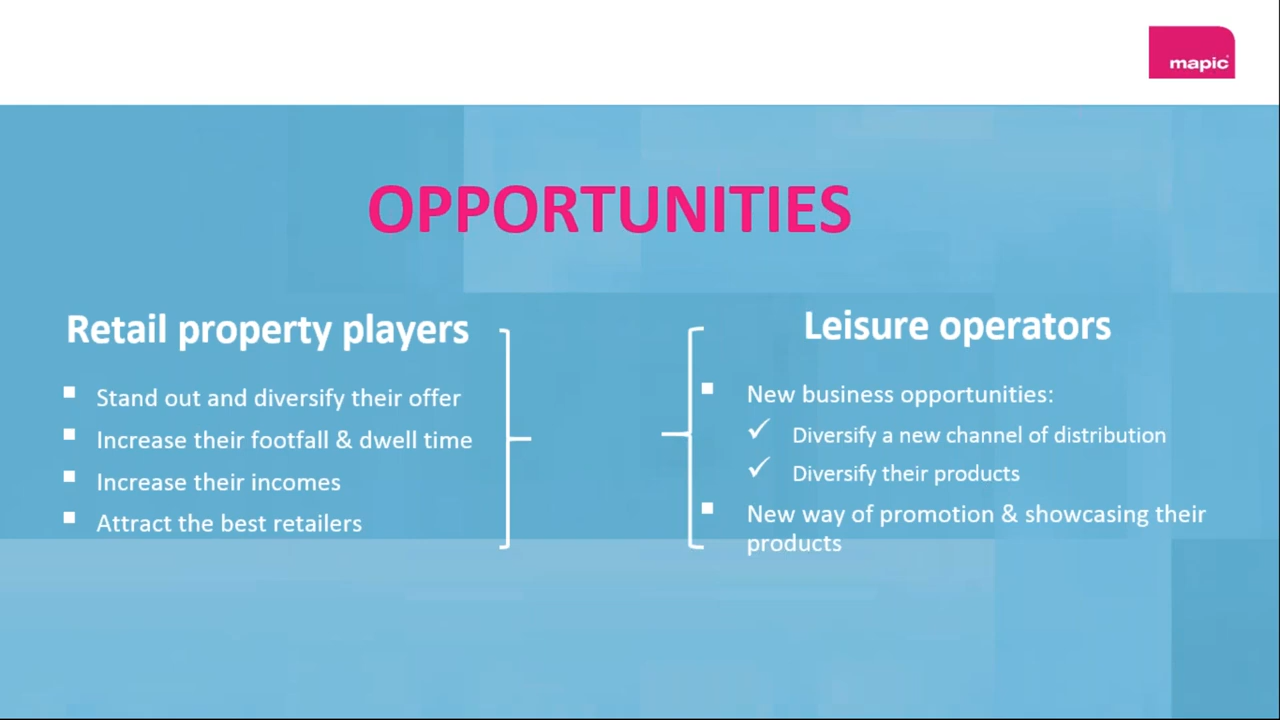 mapic
OPPORTUNITIES
Retail property players
Stand out and diversify their offer
Increase their footfall & dwell time
Increase their incomes
Attract the best retailers
Leisure operators
New business opportunities:
Diversify a new channel of distribution
Diversify their products
New way of promotion & showcasing their
products